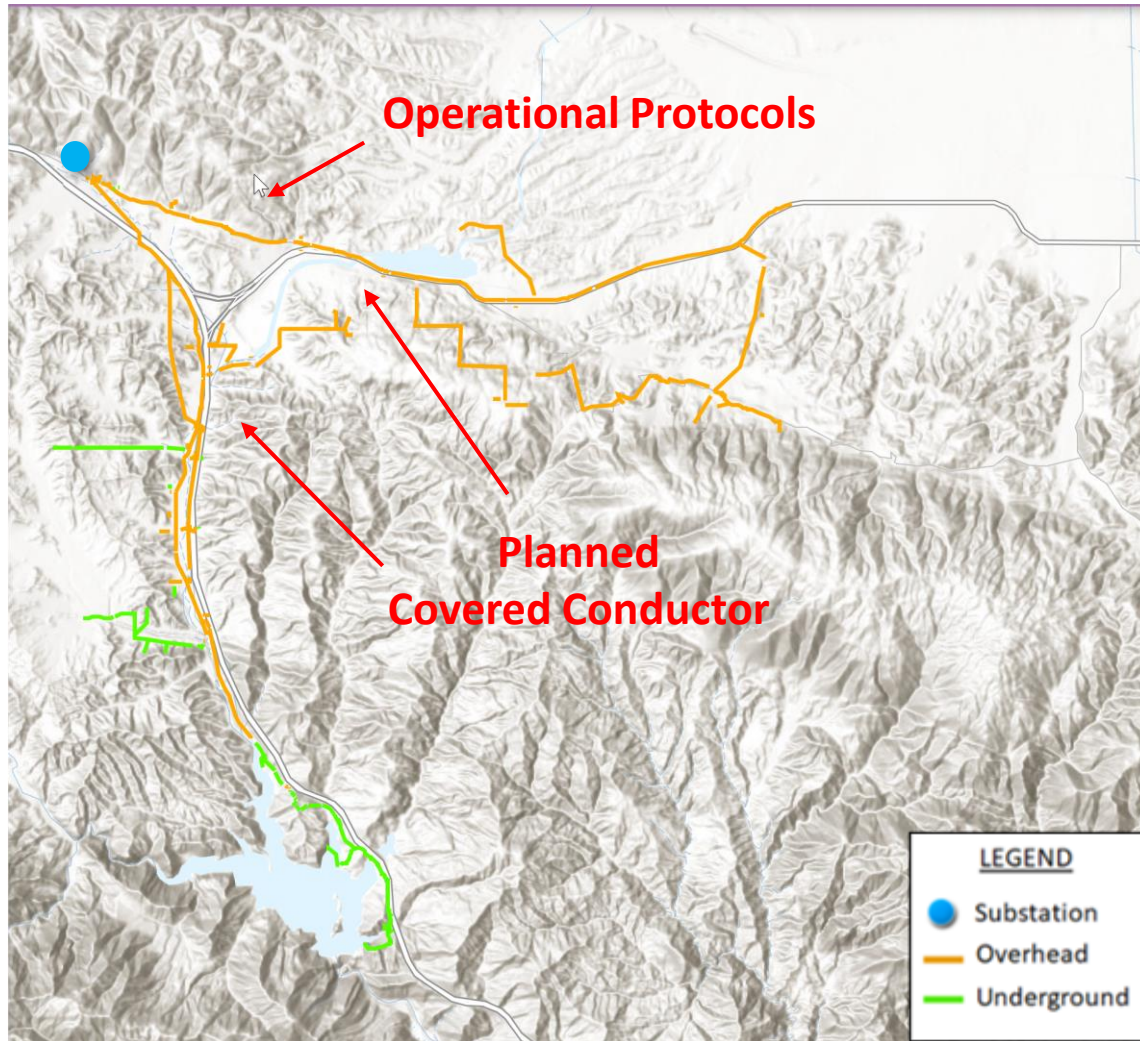 Operational Protocols
Planned
Covered Conductor
LEGEND
Substation
Overhead
Underground